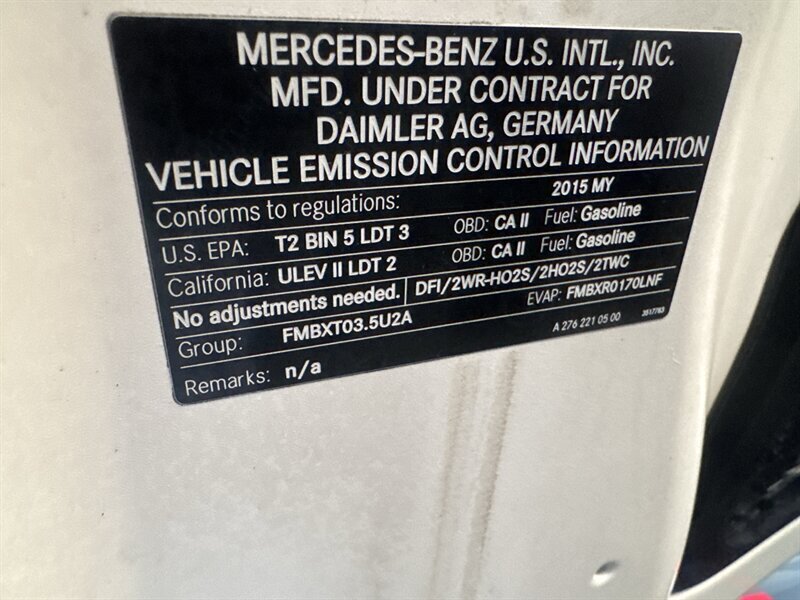 MERCEDES-BENZ U.S. INTL., INC.
MFD. UNDER CONTRACT FOR
DAIMLER AG, GERMANY
VEHICLE EMISSION CONTROL INFORMATION
Conforms to regulations: 2015 MY
U.S. EPA: T2 BIN 5 LDT 3 OBD: CA II Fuel: Gasoline
California: ULEV II LDT 2 OBD: CA II Fuel: Gasoline
No adjustments needed. DFI/2WR-HO2S/2HO2S/2TWC
Group: FMBXT03.5U2A EVAP: FMBXR0170LNF
Remarks: n/a A 276 221 05 00 3517763